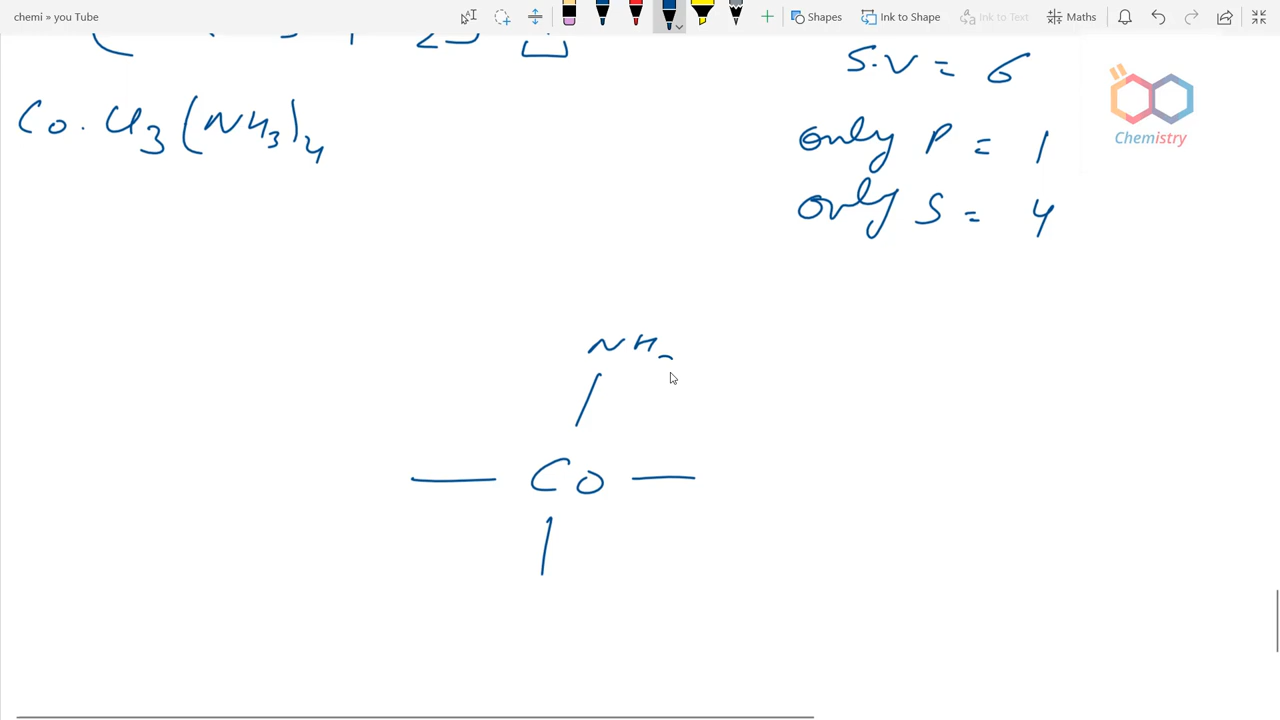 chemi » you Tube
Shapes
Ink to Shape
Ink to Text
Maths
S.V = 6
Chemistry
Co. Cl3 (NH3)4
only P = 1
only S = 4
NH
Co